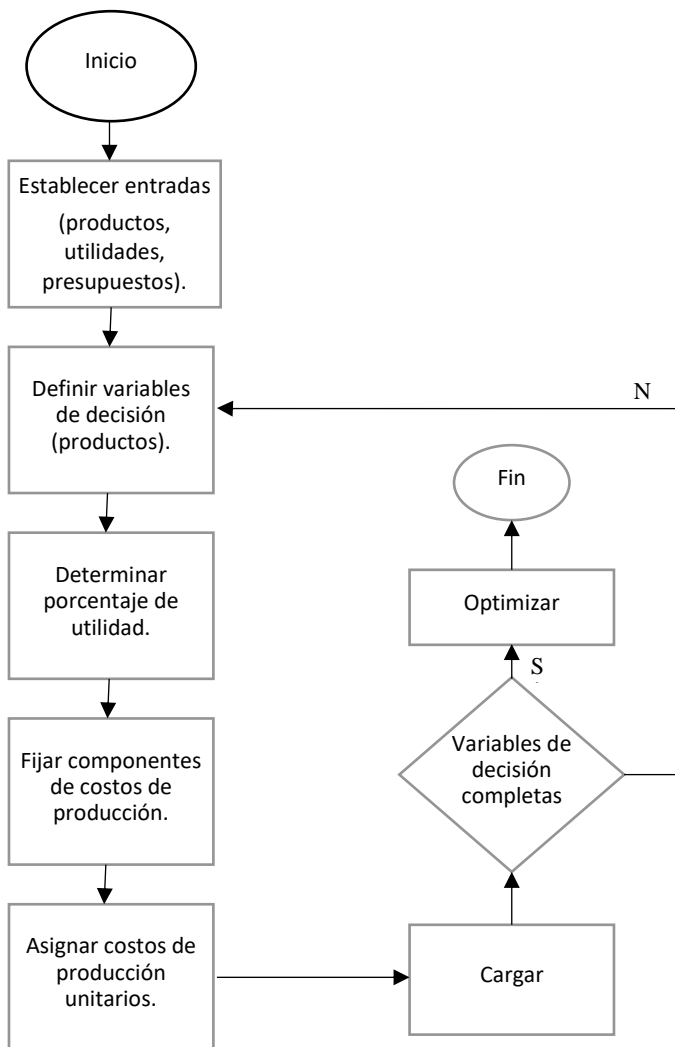 Inicio
Establecer entradas
(productos,
utilidades,
presupuestos).
Definir variables
de decisión
(productos).
Determinar
porcentaje de
utilidad.
Fijar componentes
de costos de
producción.
Asignar costos de
producción
unitarios.
Cargar
Variables de
decisión
completas
S
N
Optimizar
Fin